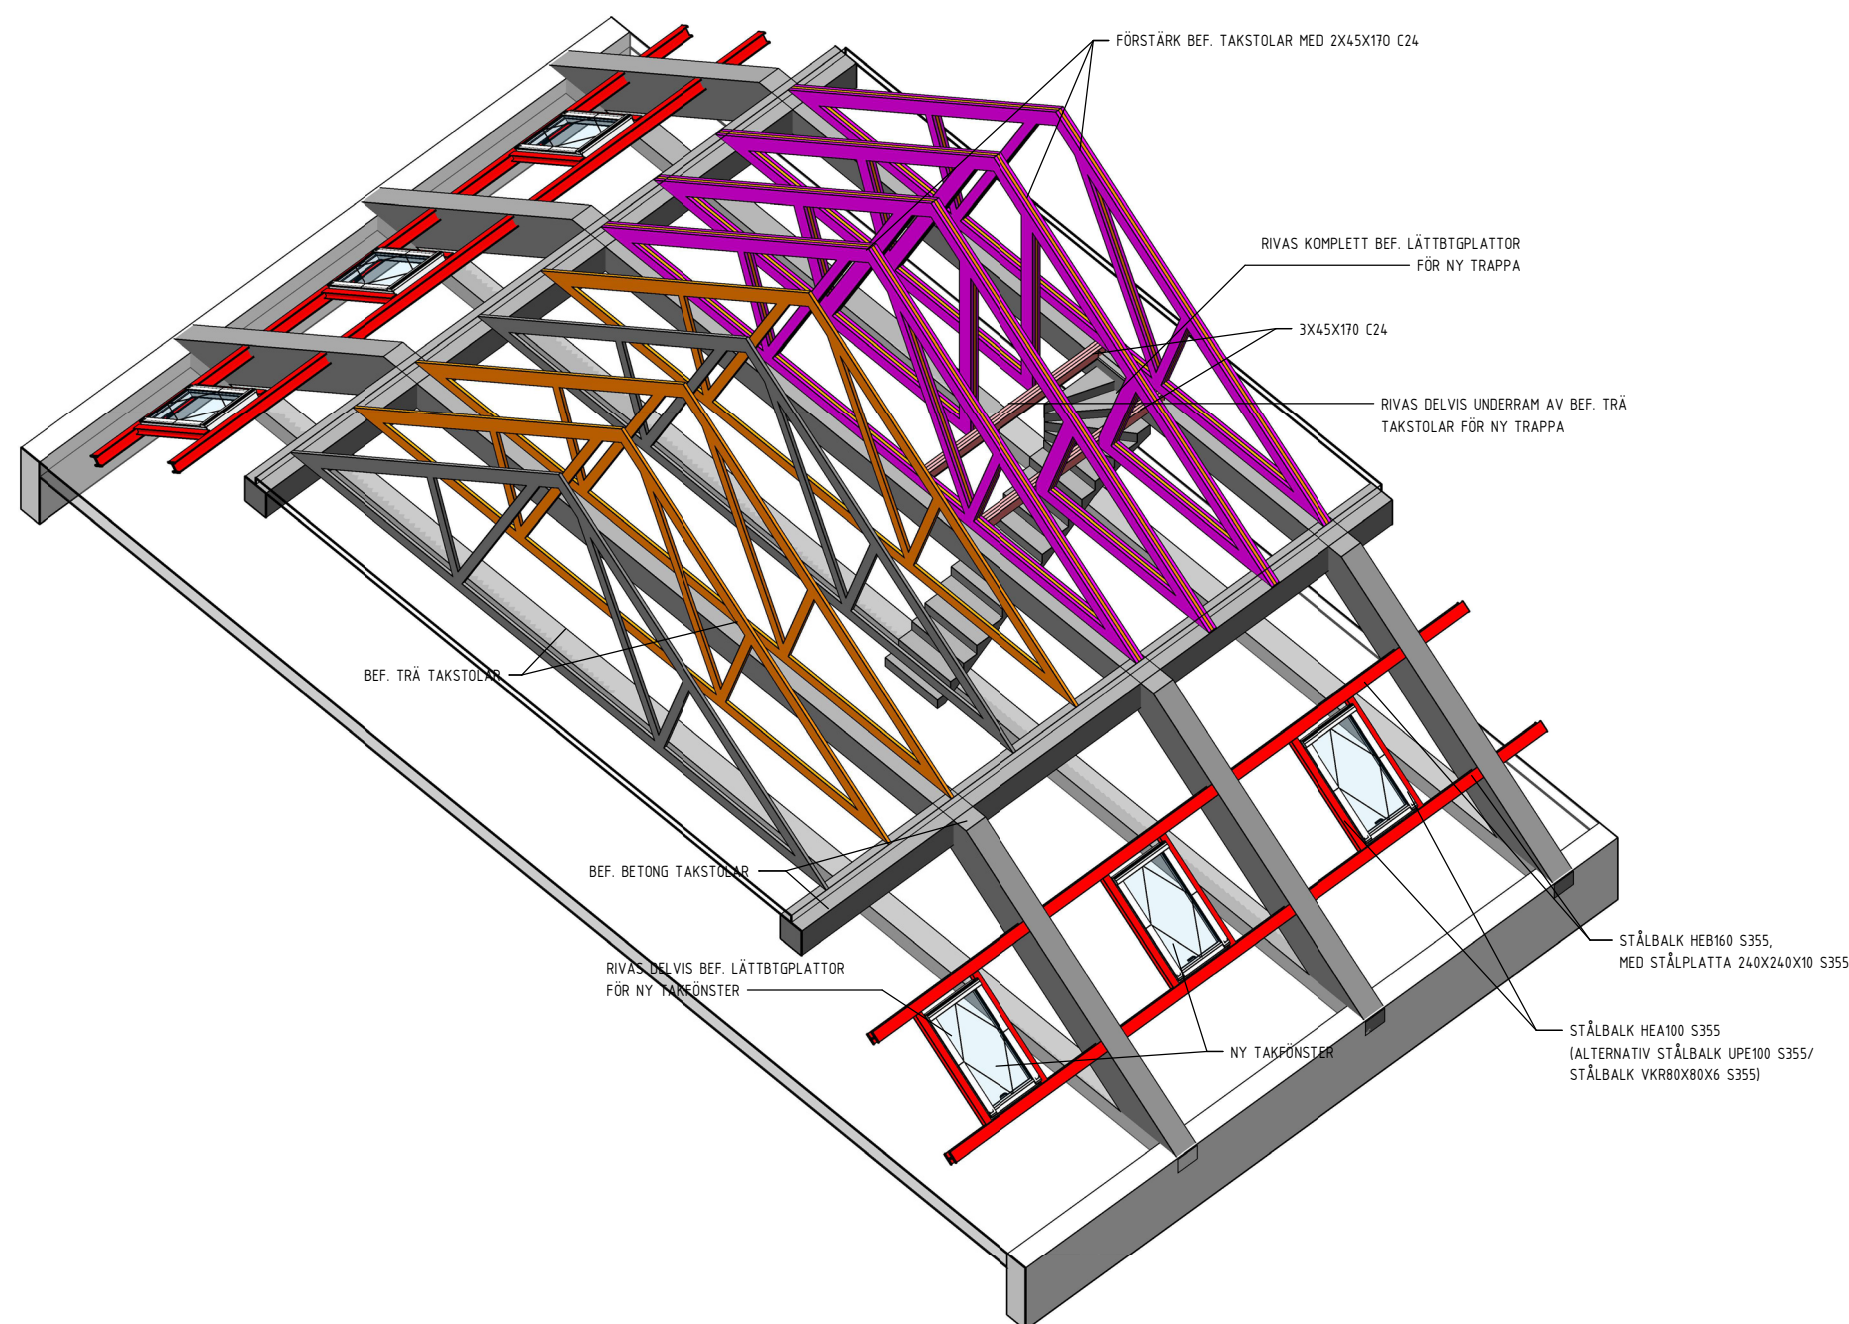 FÖRSTÄRK BEF. TAKSTOLAR MED 2X45X170 C24
RIVAS KOMPLETT BEF. LÄTTBTGPLATTOR
FÖR NY TRAPPA
3X45X170 C24
RIVAS DELVIS UNDERRAM AV BEF. TRÄ
TAKSTOLAR FÖR NY TRAPPA
BEF. TRÄ TAKSTOLAR
BEF. BETONG TAKSTOLAR
RIVAS DELVIS BEF. LÄTTBTGPLATTOR
FÖR NY TAKFÖNSTER
NY TAKFÖNSTER
STÅLBALK HEB160 S355,
MED STÅLPLATTA 240X240X10 S355
STÅLBALK HEA100 S355
(ALTERNATIV STÅLBALK UPE100 S355/
STÅLBALK VKR80X80X6 S355)